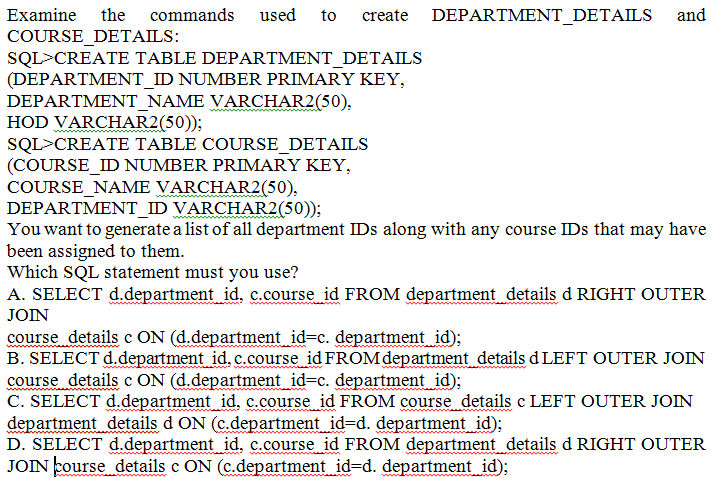 Examine the commands used to create DEPARTMENT_DETAILS and
COURSE_DETAILS:
SQL>CREATE TABLE DEPARTMENT_DETAILS
(DEPARTMENT_ID NUMBER PRIMARY KEY,
DEPARTMENT_NAME VARCHAR2(50),
HOD VARCHAR2(50));
SQL>CREATE TABLE COURSE_DETAILS
(COURSE_ID NUMBER PRIMARY KEY,
COURSE_NAME VARCHAR2(50),
DEPARTMENT_ID VARCHAR2(50));
You want to generate a list of all department IDs along with any course IDs that may have
been assigned to them.
Which SQL statement must you use?
A. SELECT d.department_id, c.course_id FROM department_details d RIGHT OUTER
JOIN
course_details c ON (d.department_id=c. department_id);
B. SELECT d.department_id, c.course_id FROM department_details d LEFT OUTER JOIN
course_details c ON (d.department_id=c. department_id);
C. SELECT d.department_id, c.course_id FROM course_details c LEFT OUTER JOIN
department_details d ON (c.department_id=d. department_id);
D. SELECT d.department_id, c.course_id FROM department_details d RIGHT OUTER
JOIN course_details c ON (c.department_id=d. department_id);